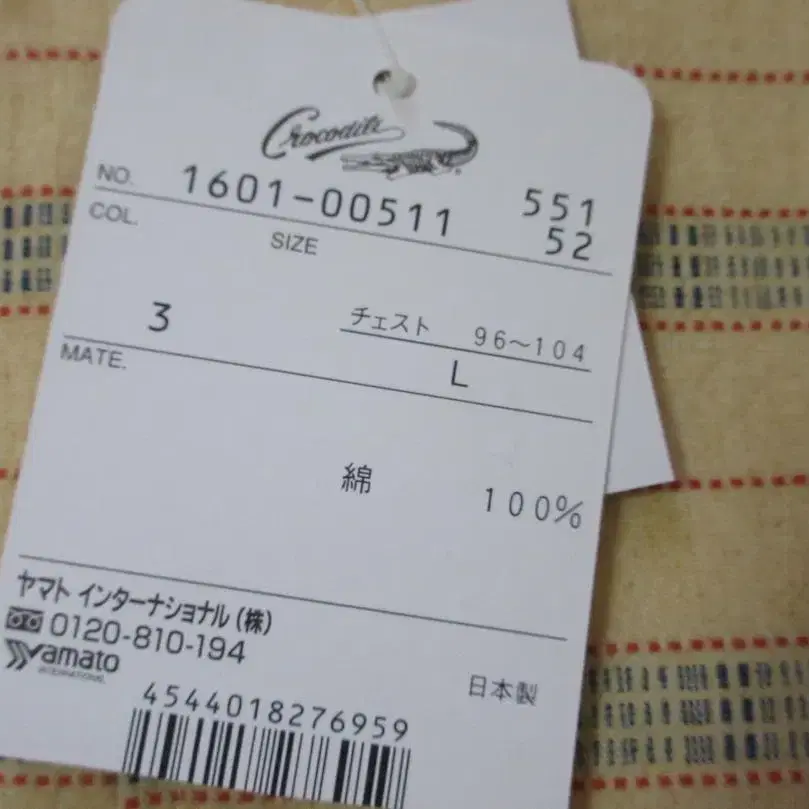 Crocodile
NO. 1601-00511 551
COL. SIZE 52
3 チェスト 96〜104
L
MATE.
綿 100%
ヤマト インターナショナル(株)
0120-810-194
Yamato
INTERNATIONAL
日本製
4544018276959